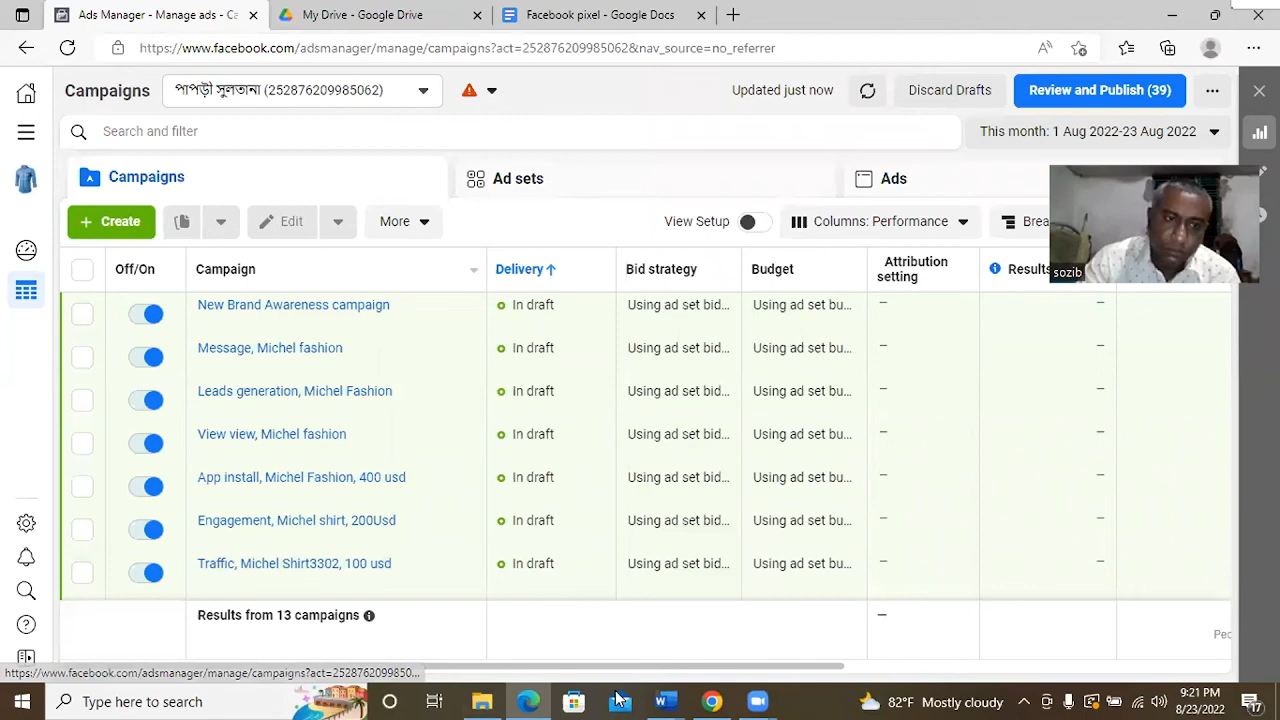 Ads Manager - Manage ads - Ca
My Drive - Google Drive
Facebook pixel - Google Docs
https://www.facebook.com/adsmanager/manage/campaigns?act=252876209985062&nav_source=no_referrer
Campaigns
পাপড়ী সুলতানা (252876209985062)
Updated just now
Discard Drafts
Review and Publish (39)
Search and filter
This month: 1 Aug 2022-23 Aug 2022
Campaigns
Ad sets
Ads
+ Create
Edit
More
View Setup
Columns: Performance
Brea
Off/On
Campaign
Delivery ↑
Bid strategy
Budget
Attribution setting
Results
sozib
New Brand Awareness campaign In draft Using ad set bid... Using ad set bu... – –
Message, Michel fashion In draft Using ad set bid... Using ad set bu... – –
Leads generation, Michel Fashion In draft Using ad set bid... Using ad set bu... – –
View view, Michel fashion In draft Using ad set bid... Using ad set bu... – –
App install, Michel Fashion, 400 usd In draft Using ad set bid... Using ad set bu... – –
Engagement, Michel shirt, 200Usd In draft Using ad set bid... Using ad set bu... – –
Traffic, Michel Shirt3302, 100 usd In draft Using ad set bid... Using ad set bu... – –
Results from 13 campaigns –
Pec
https://www.facebook.com/adsmanager/manage/campaigns?act=2528762099850...
Type here to search
82°F Mostly cloudy
9:21 PM
8/23/2022
17